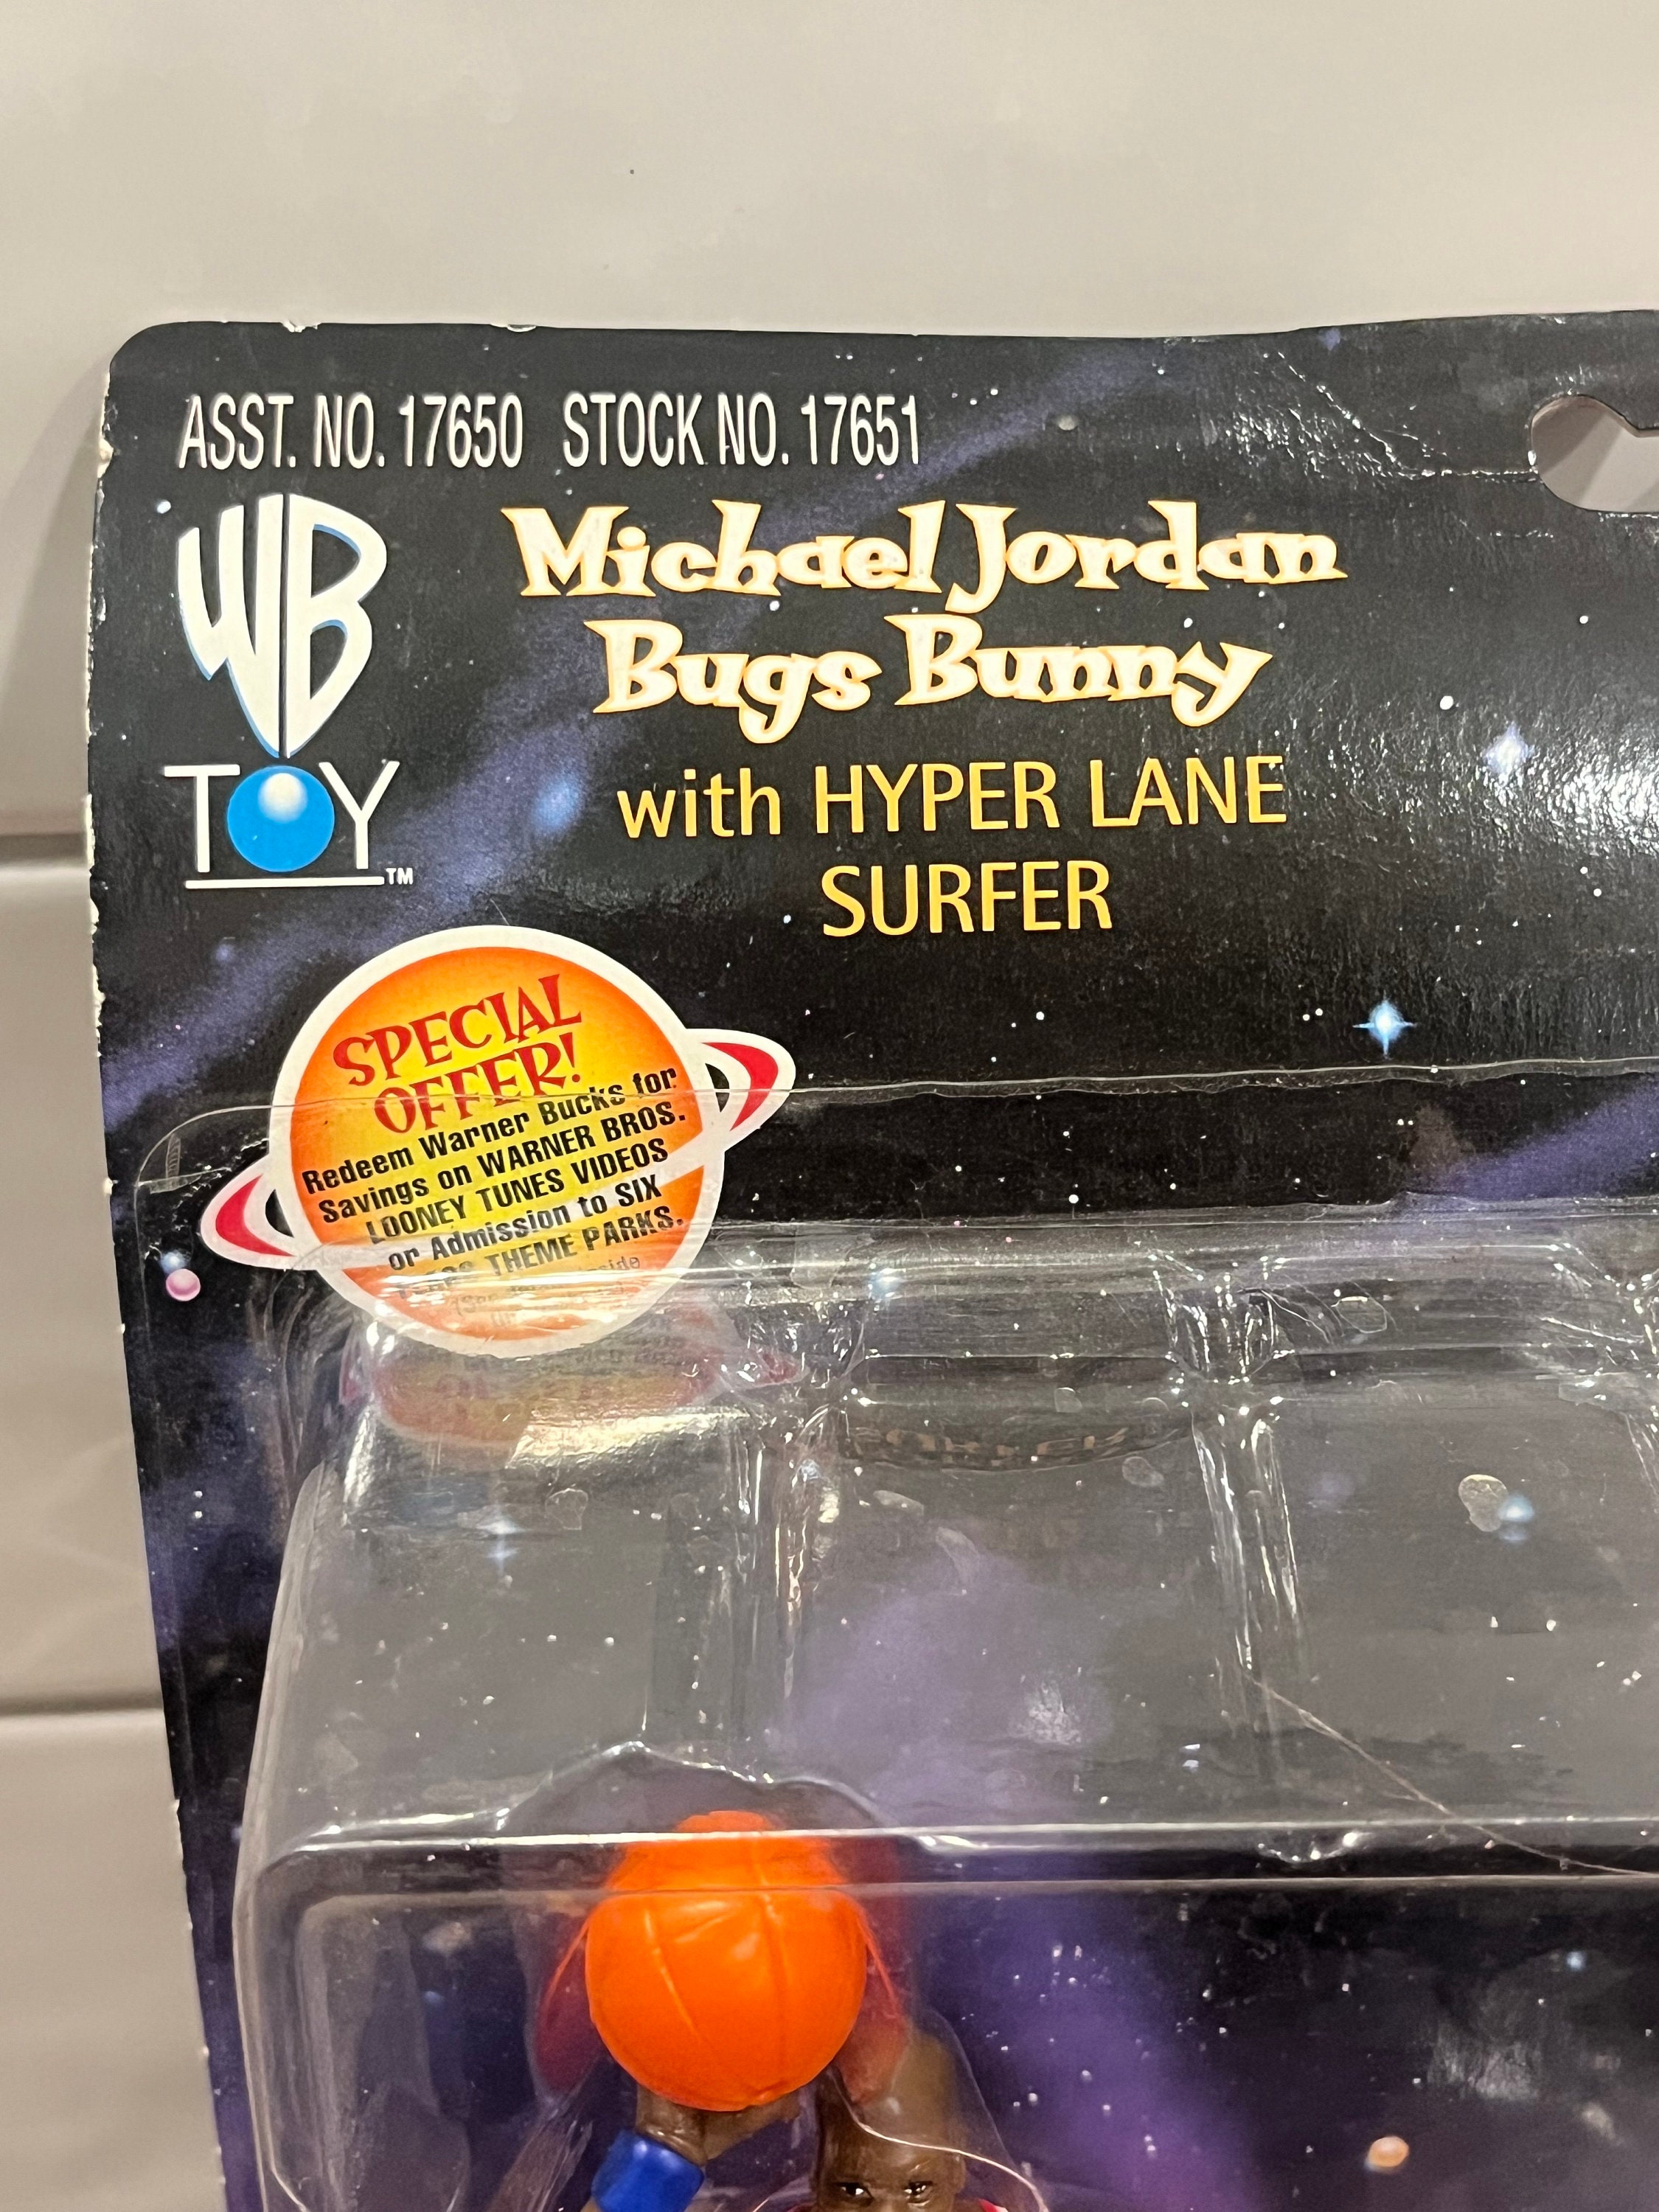 ASST. NO. 17650 STOCK NO. 17651
WB
TOY™
Michael Jordan
Bugs Bunny
with HYPER LANE
SURFER
SPECIAL
OFFER!
Redeem Warner Bucks for
Savings on WARNER BROS.
LOONEY TUNES VIDEOS
or Admission to SIX
THEME PARKS.